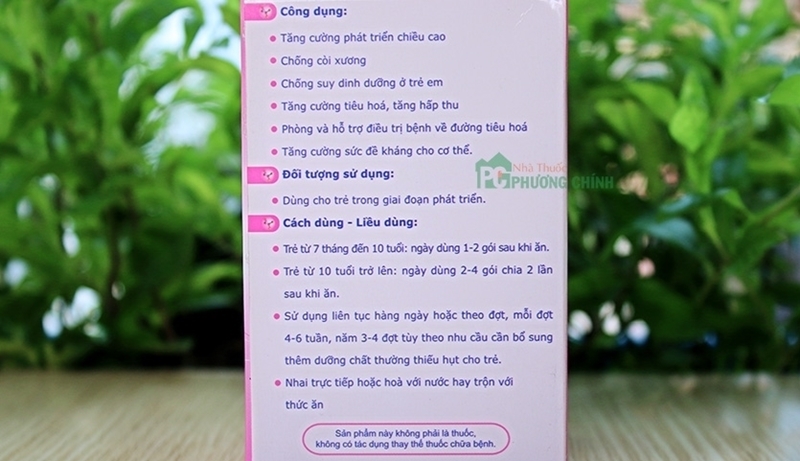 Công dụng:
Tăng cường phát triển chiều cao
Chống còi xương
Chống suy dinh dưỡng ở trẻ em
Tăng cường tiêu hoá, tăng hấp thu
Phòng và hỗ trợ điều trị bệnh về đường tiêu hoá
Tăng cường sức đề kháng cho cơ thể.
Nhà Thuốc
PC PHƯƠNG CHÍNH
Đối tượng sử dụng:
Dùng cho trẻ trong giai đoạn phát triển.
Cách dùng - Liều dùng:
Trẻ từ 7 tháng đến 10 tuổi: ngày dùng 1-2 gói sau khi ăn.
Trẻ từ 10 tuổi trở lên: ngày dùng 2-4 gói chia 2 lần
sau khi ăn.
Sử dụng liên tục hàng ngày hoặc theo đợt, mỗi đợt
4-6 tuần, năm 3-4 đợt tùy theo nhu cầu cần bổ sung
thêm dưỡng chất thường thiếu hụt cho trẻ.
Nhai trực tiếp hoặc hoà với nước hay trộn với
thức ăn
Sản phẩm này không phải là thuốc,
không có tác dụng thay thế thuốc chữa bệnh.